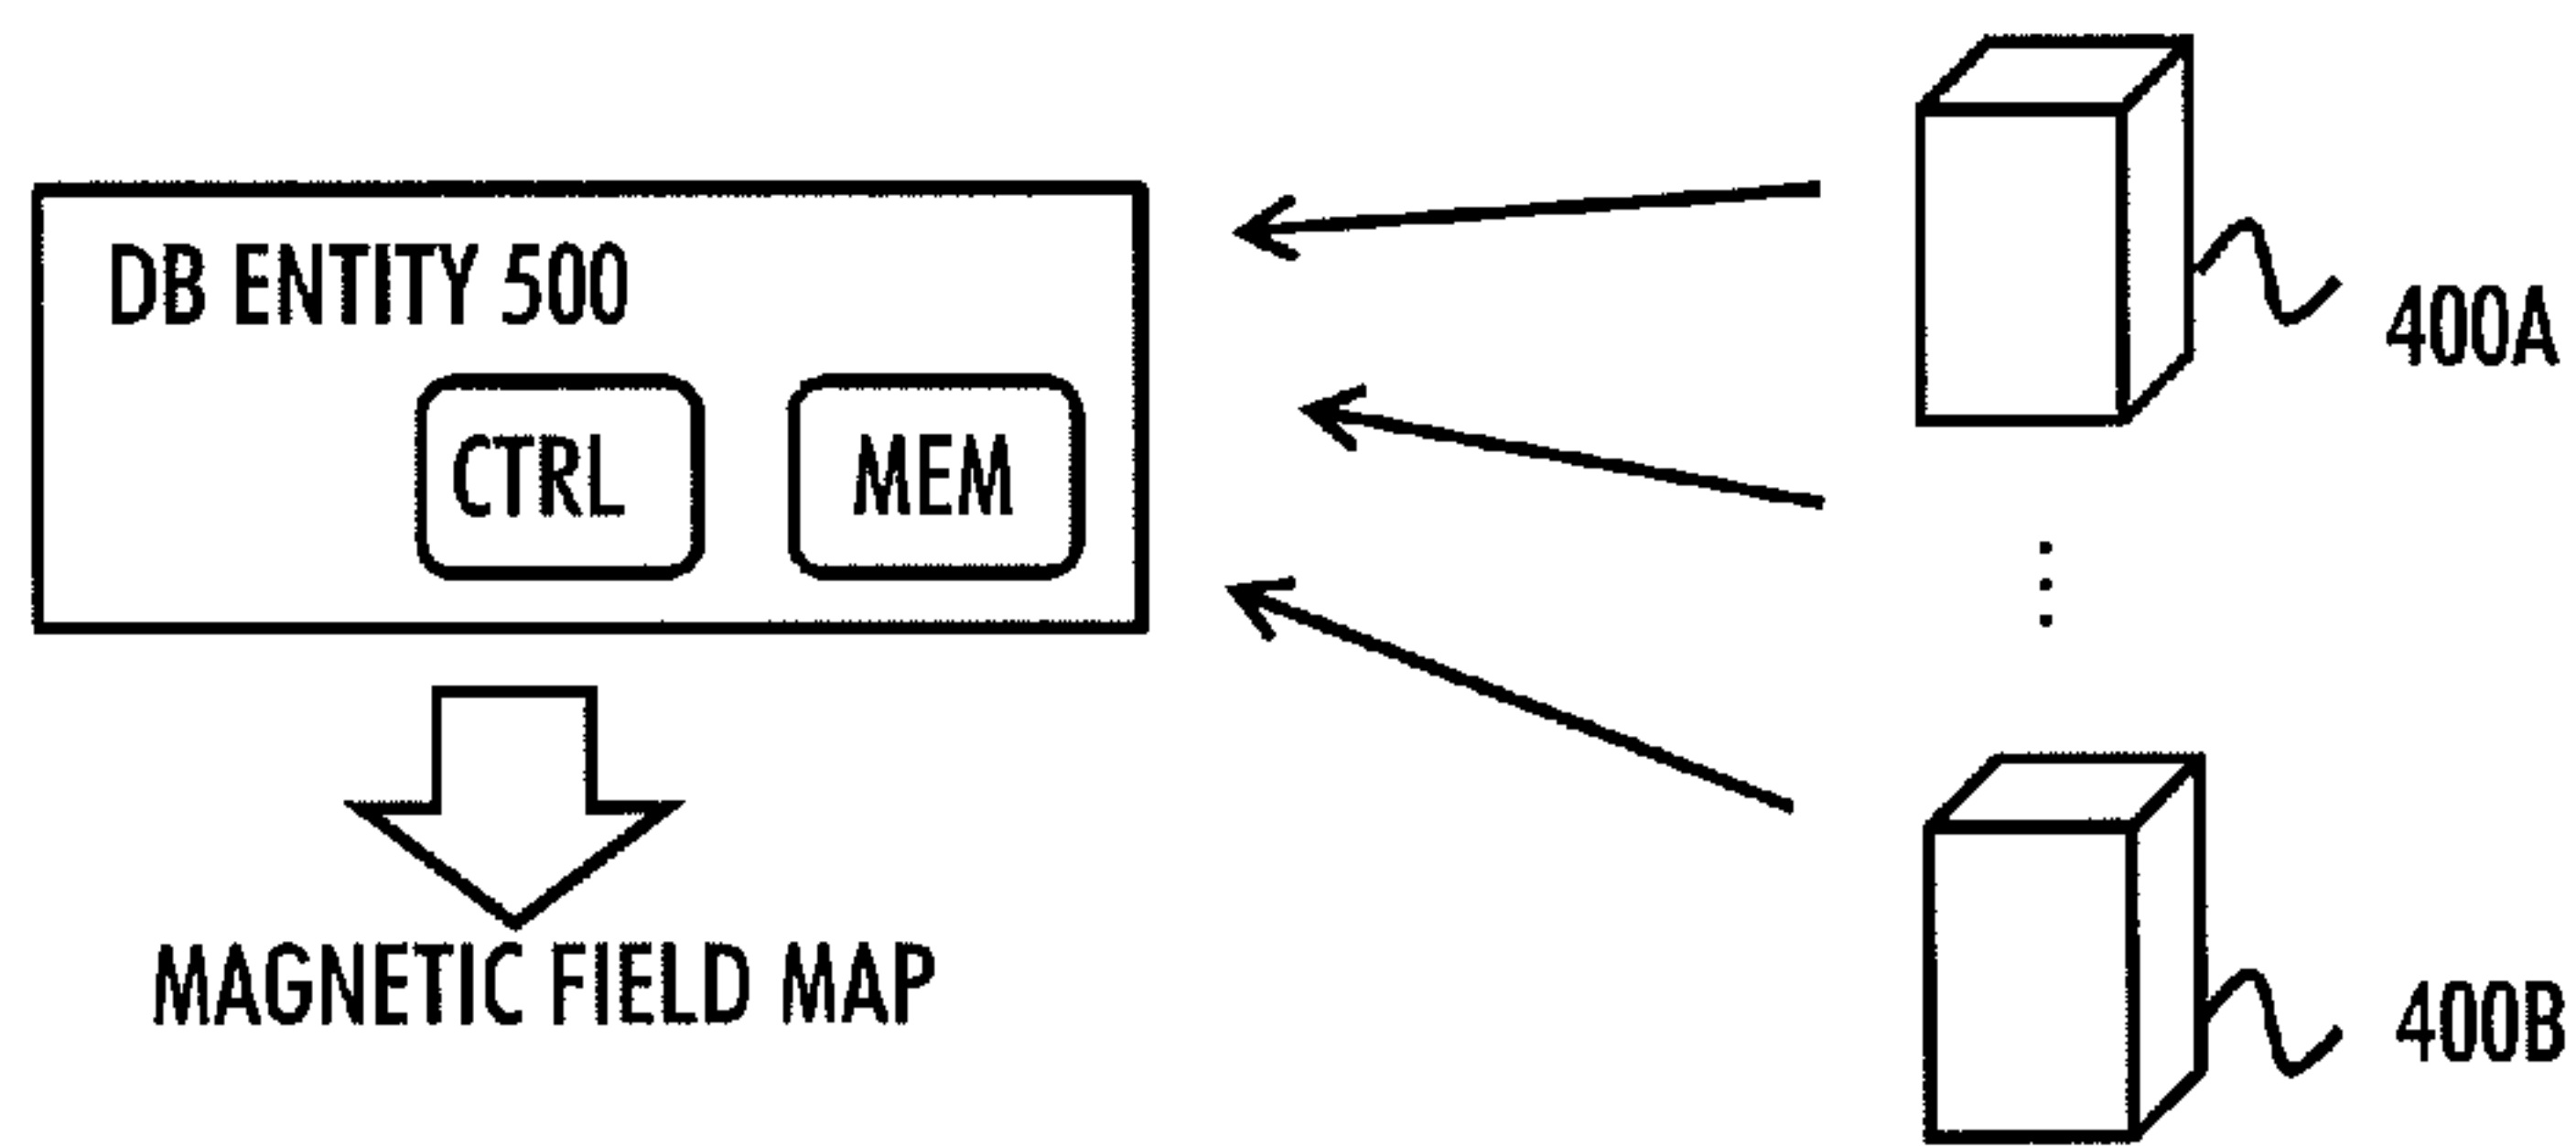 DB ENTITY 500
CTRL
MEM
400A
MAGNETIC FIELD MAP
400B